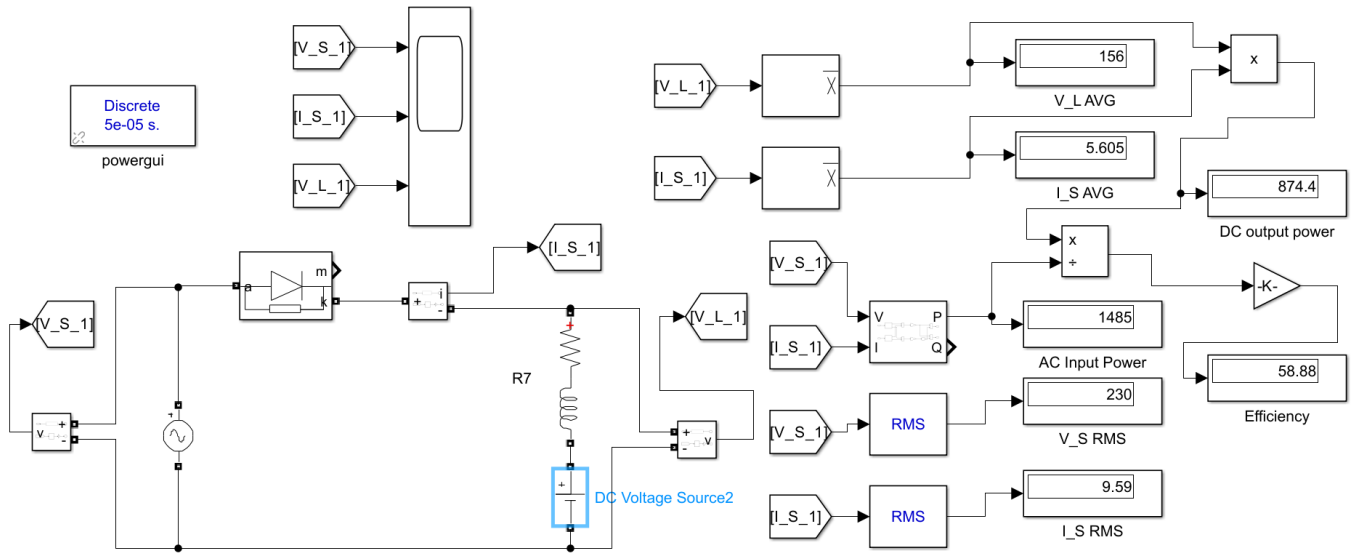 Discrete
5e-05 s.
powergui
[V_S_1]
[I_S_1]
[V_L_1]
[V_L_1]
156
V_L AVG
x
[I_S_1]
5.605
I_S AVG
874.4
DC output power
[V_S_1]
a
m
k
i
+
-
[I_S_1]
[V_S_1]
v
+
-
+
+
R7
+
DC Voltage Source2
[V_L_1]
+
-
v
x
÷
-K-
[V_S_1]
[I_S_1]
V
I
P
Q
1485
AC Input Power
58.88
Efficiency
[V_S_1]
RMS
230
V_S RMS
[I_S_1]
RMS
9.59
I_S RMS